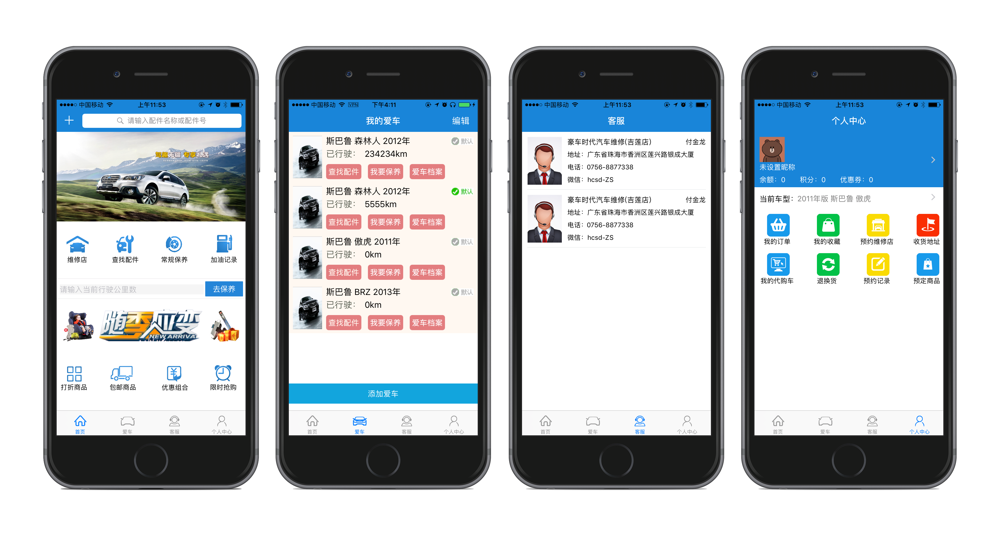 中国移动 上午11:53
请输入配件名称或配件号
驾趣无疆 专享礼遇
OUTBACK
维修店 查找配件 常规保养 加油记录
请输入当前行驶公里数 去保养
随季应变
NEW ARRIVAL
打折商品 包邮商品 优惠组合 限时抢购
首页 爱车 客服 个人中心
中国移动 VPN 下午4:11
我的爱车 编辑
斯巴鲁 森林人 2012年 默认
已行驶： 234234km
查找配件 我要保养 爱车档案
斯巴鲁 森林人 2012年 默认
已行驶： 5555km
查找配件 我要保养 爱车档案
斯巴鲁 傲虎 2011年 默认
已行驶： 0km
查找配件 我要保养 爱车档案
斯巴鲁 BRZ 2013年 默认
已行驶： 0km
查找配件 我要保养 爱车档案
添加爱车
首页 爱车 客服 个人中心
中国移动 上午11:53
客服
豪车时代汽车维修(吉莲店) 付金龙
地址：广东省珠海市香洲区莲兴路银成大厦
电话：0756-8877338
微信：hcsd-ZS
豪车时代汽车维修(吉莲店) 付金龙
地址：广东省珠海市香洲区莲兴路银成大厦
电话：0756-8877338
微信：hcsd-ZS
首页 爱车 客服 个人中心
中国移动 上午11:53
个人中心
未设置昵称
余额：0 积分：0 优惠券：0
当前车型：2011年版 斯巴鲁 傲虎
我的订单 我的收藏 预约维修店 收货地址
我的代购车 退换货 预约记录 预定商品
首页 爱车 客服 个人中心